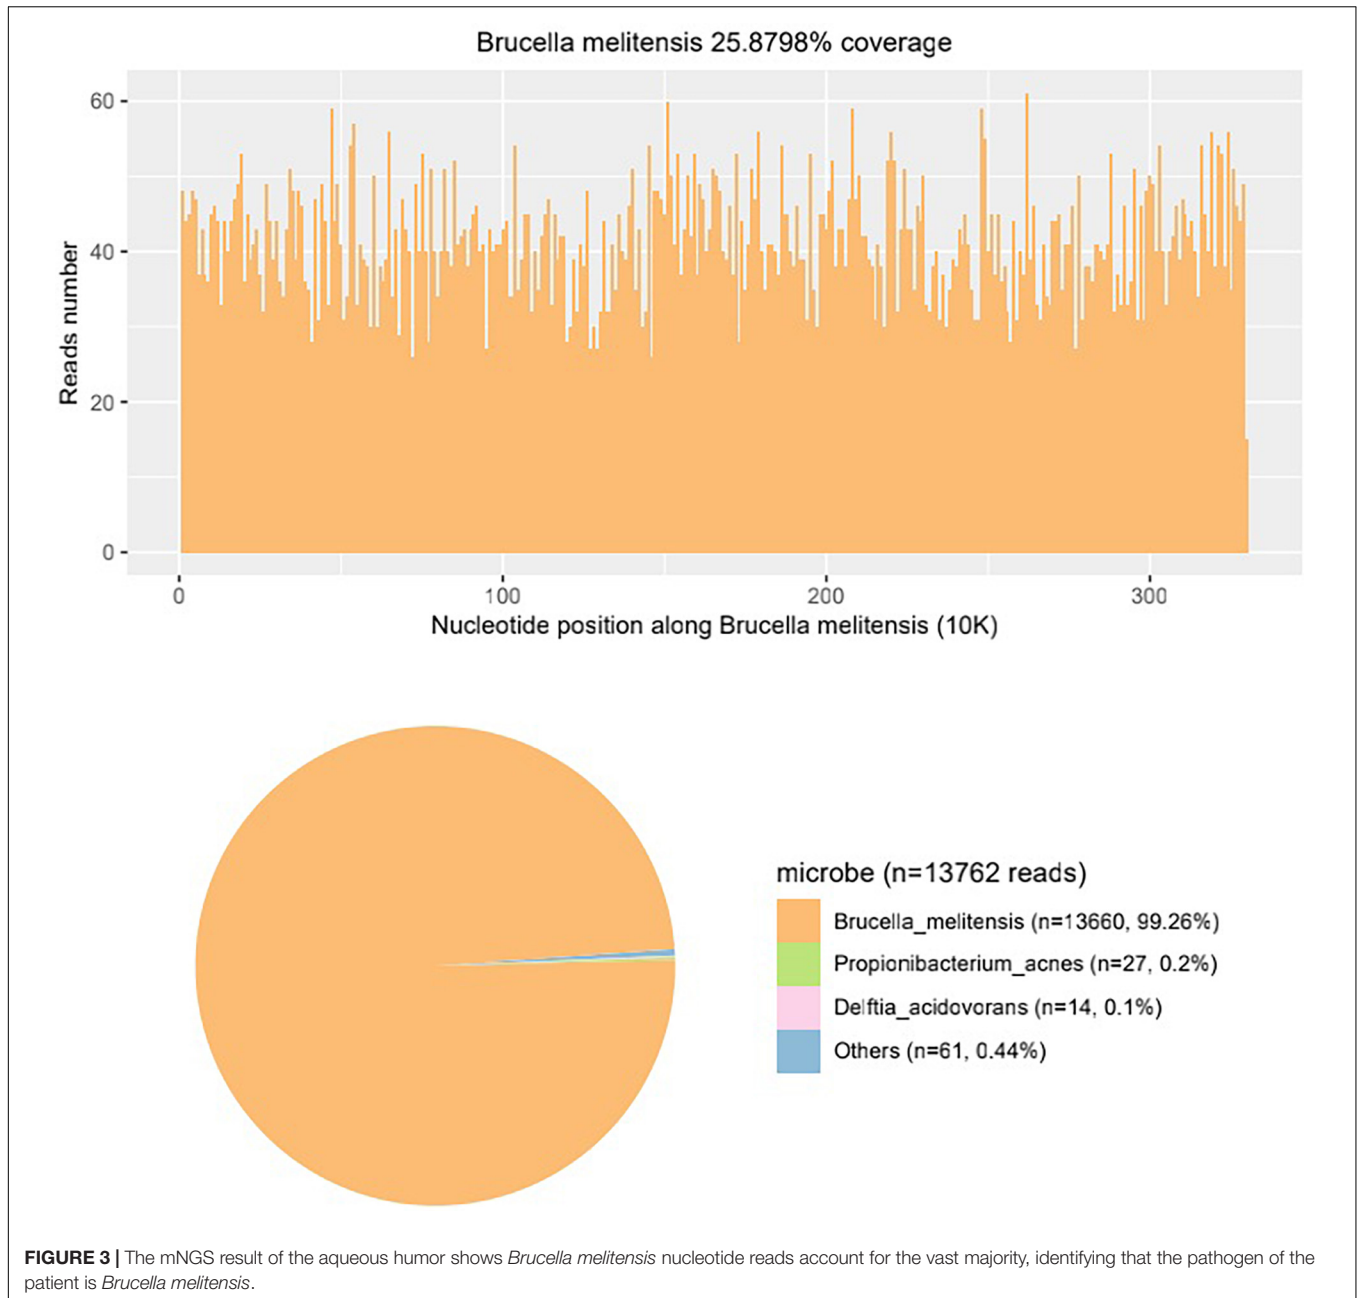 Brucella melitensis 25.8798% coverage
60
40
20
0
Reads number
0 100 200 300
Nucleotide position along Brucella melitensis (10K)
microbe (n=13762 reads)
Brucella_melitensis (n=13660, 99.26%)
Propionibacterium_acnes (n=27, 0.2%)
Delftia_acidovorans (n=14, 0.1%)
Others (n=61, 0.44%)
FIGURE 3 | The mNGS result of the aqueous humor shows Brucella melitensis nucleotide reads account for the vast majority, identifying that the pathogen of the
patient is Brucella melitensis.